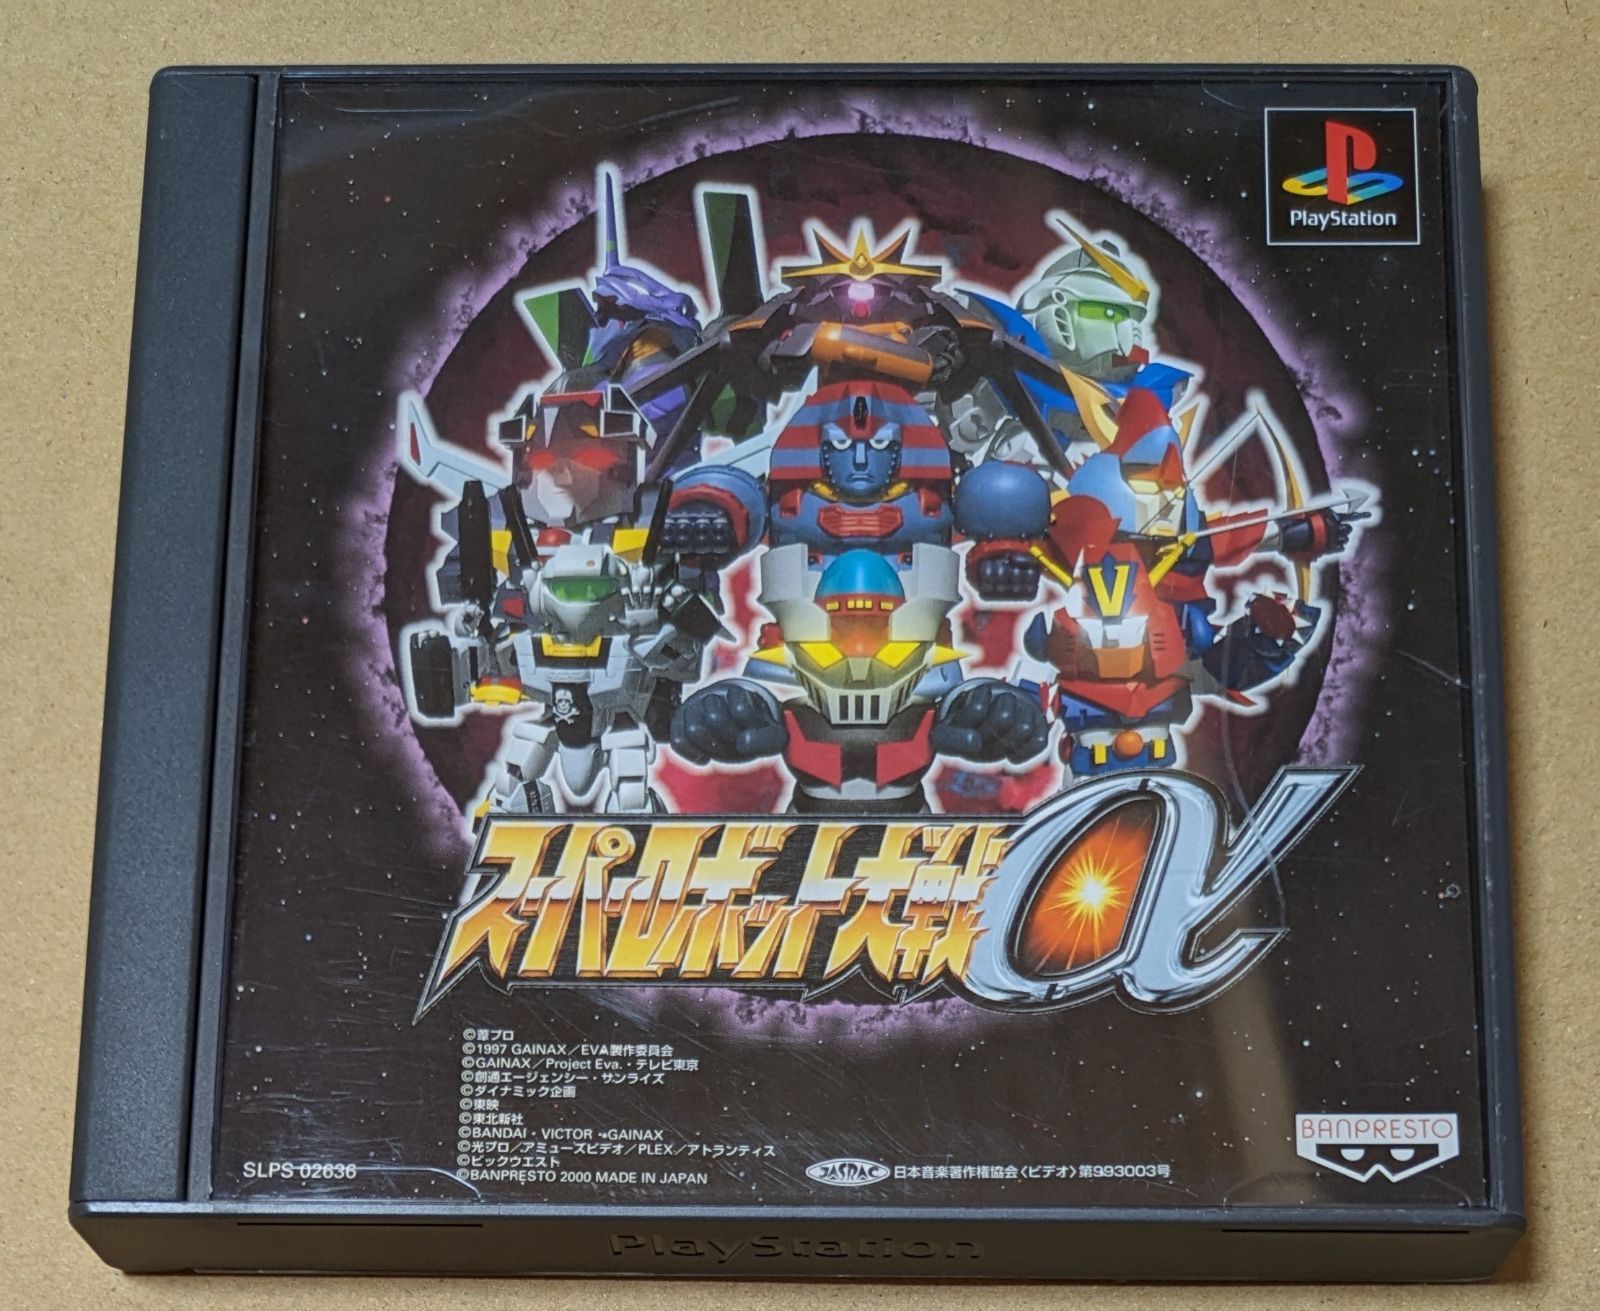 PlayStation
V
スーパーロボット大戦α
©葦プロ
©1997 GAINAX／EVA製作委員会
©GAINAX／Project Eva.・テレビ東京
©創通エージェンシー・サンライズ
©ダイナミック企画
©東映
©東北新社
©BANDAI・VICTOR・GAINAX
©光プロ／アミューズビデオ／PLEX／アトランティス
©ビックウエスト
©BANPRESTO 2000 MADE IN JAPAN
SLPS 02636
JASRAC
日本音楽著作権協会〈ビデオ〉第993003号
BANPRESTO
PlayStation